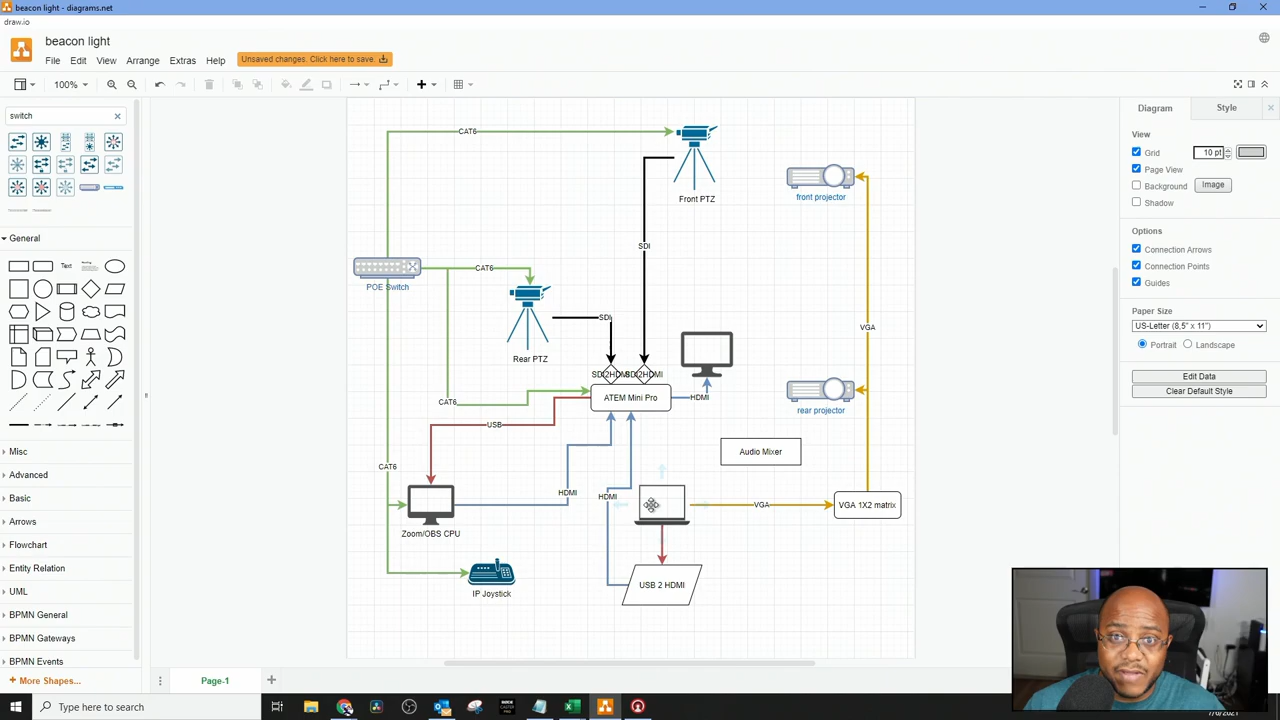 beacon light - diagrams.net
draw.io
beacon light
File Edit View Arrange Extras Help
Unsaved changes. Click here to save.
100%
switch
General
Text
Misc
Advanced
Basic
Arrows
Flowchart
Entity Relation
UML
BPMN General
BPMN Gateways
BPMN Events
+ More Shapes...
CAT6
Front PTZ
front projector
SDI
POE Switch
CAT6
Rear PTZ
SDI
VGA
SDI2HDMI
SDI2HDMI
ATEM Mini Pro
HDMI
CAT6
rear projector
USB
Audio Mixer
CAT6
HDMI
HDMI
VGA
VGA 1X2 matrix
Zoom/OBS CPU
USB 2 HDMI
IP Joystick
Diagram
Style
View
Grid
10 pt
Page View
Background
Image
Shadow
Options
Connection Arrows
Connection Points
Guides
Paper Size
US-Letter (8,5" x 11")
Portrait Landscape
Edit Data
Clear Default Style
Page-1
Type here to search